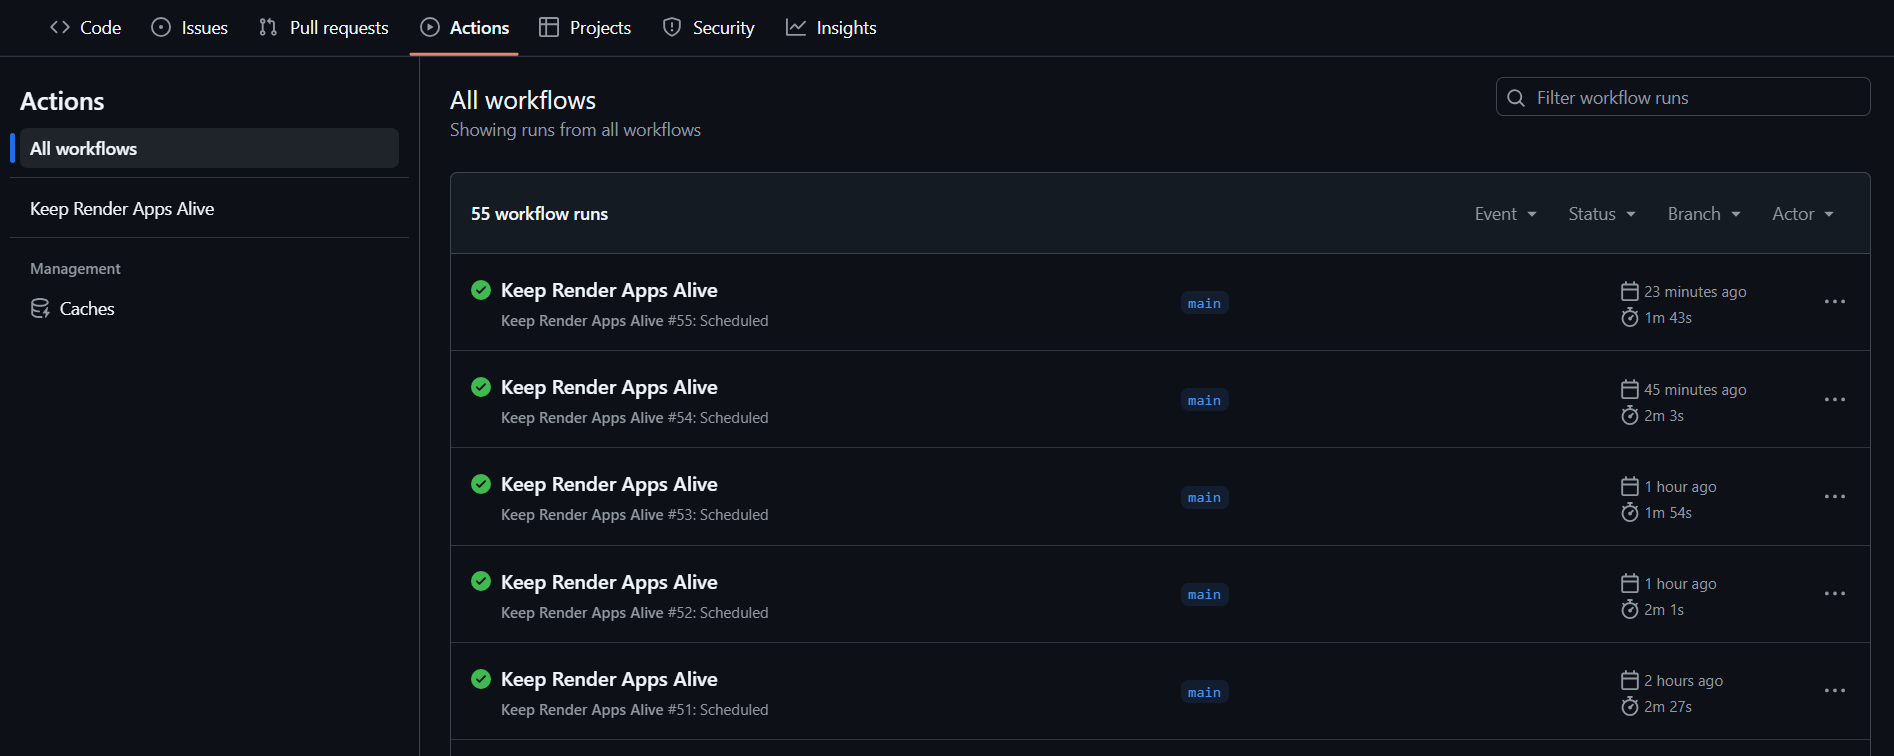 Code Issues Pull requests Actions Projects Security Insights
Actions
All workflows
Keep Render Apps Alive
Management
Caches
All workflows
Showing runs from all workflows
Filter workflow runs
55 workflow runs
Event Status Branch Actor
Keep Render Apps Alive
Keep Render Apps Alive #55: Scheduled
main
23 minutes ago
1m 43s
Keep Render Apps Alive
Keep Render Apps Alive #54: Scheduled
main
45 minutes ago
2m 3s
Keep Render Apps Alive
Keep Render Apps Alive #53: Scheduled
main
1 hour ago
1m 54s
Keep Render Apps Alive
Keep Render Apps Alive #52: Scheduled
main
1 hour ago
2m 1s
Keep Render Apps Alive
Keep Render Apps Alive #51: Scheduled
main
2 hours ago
2m 27s